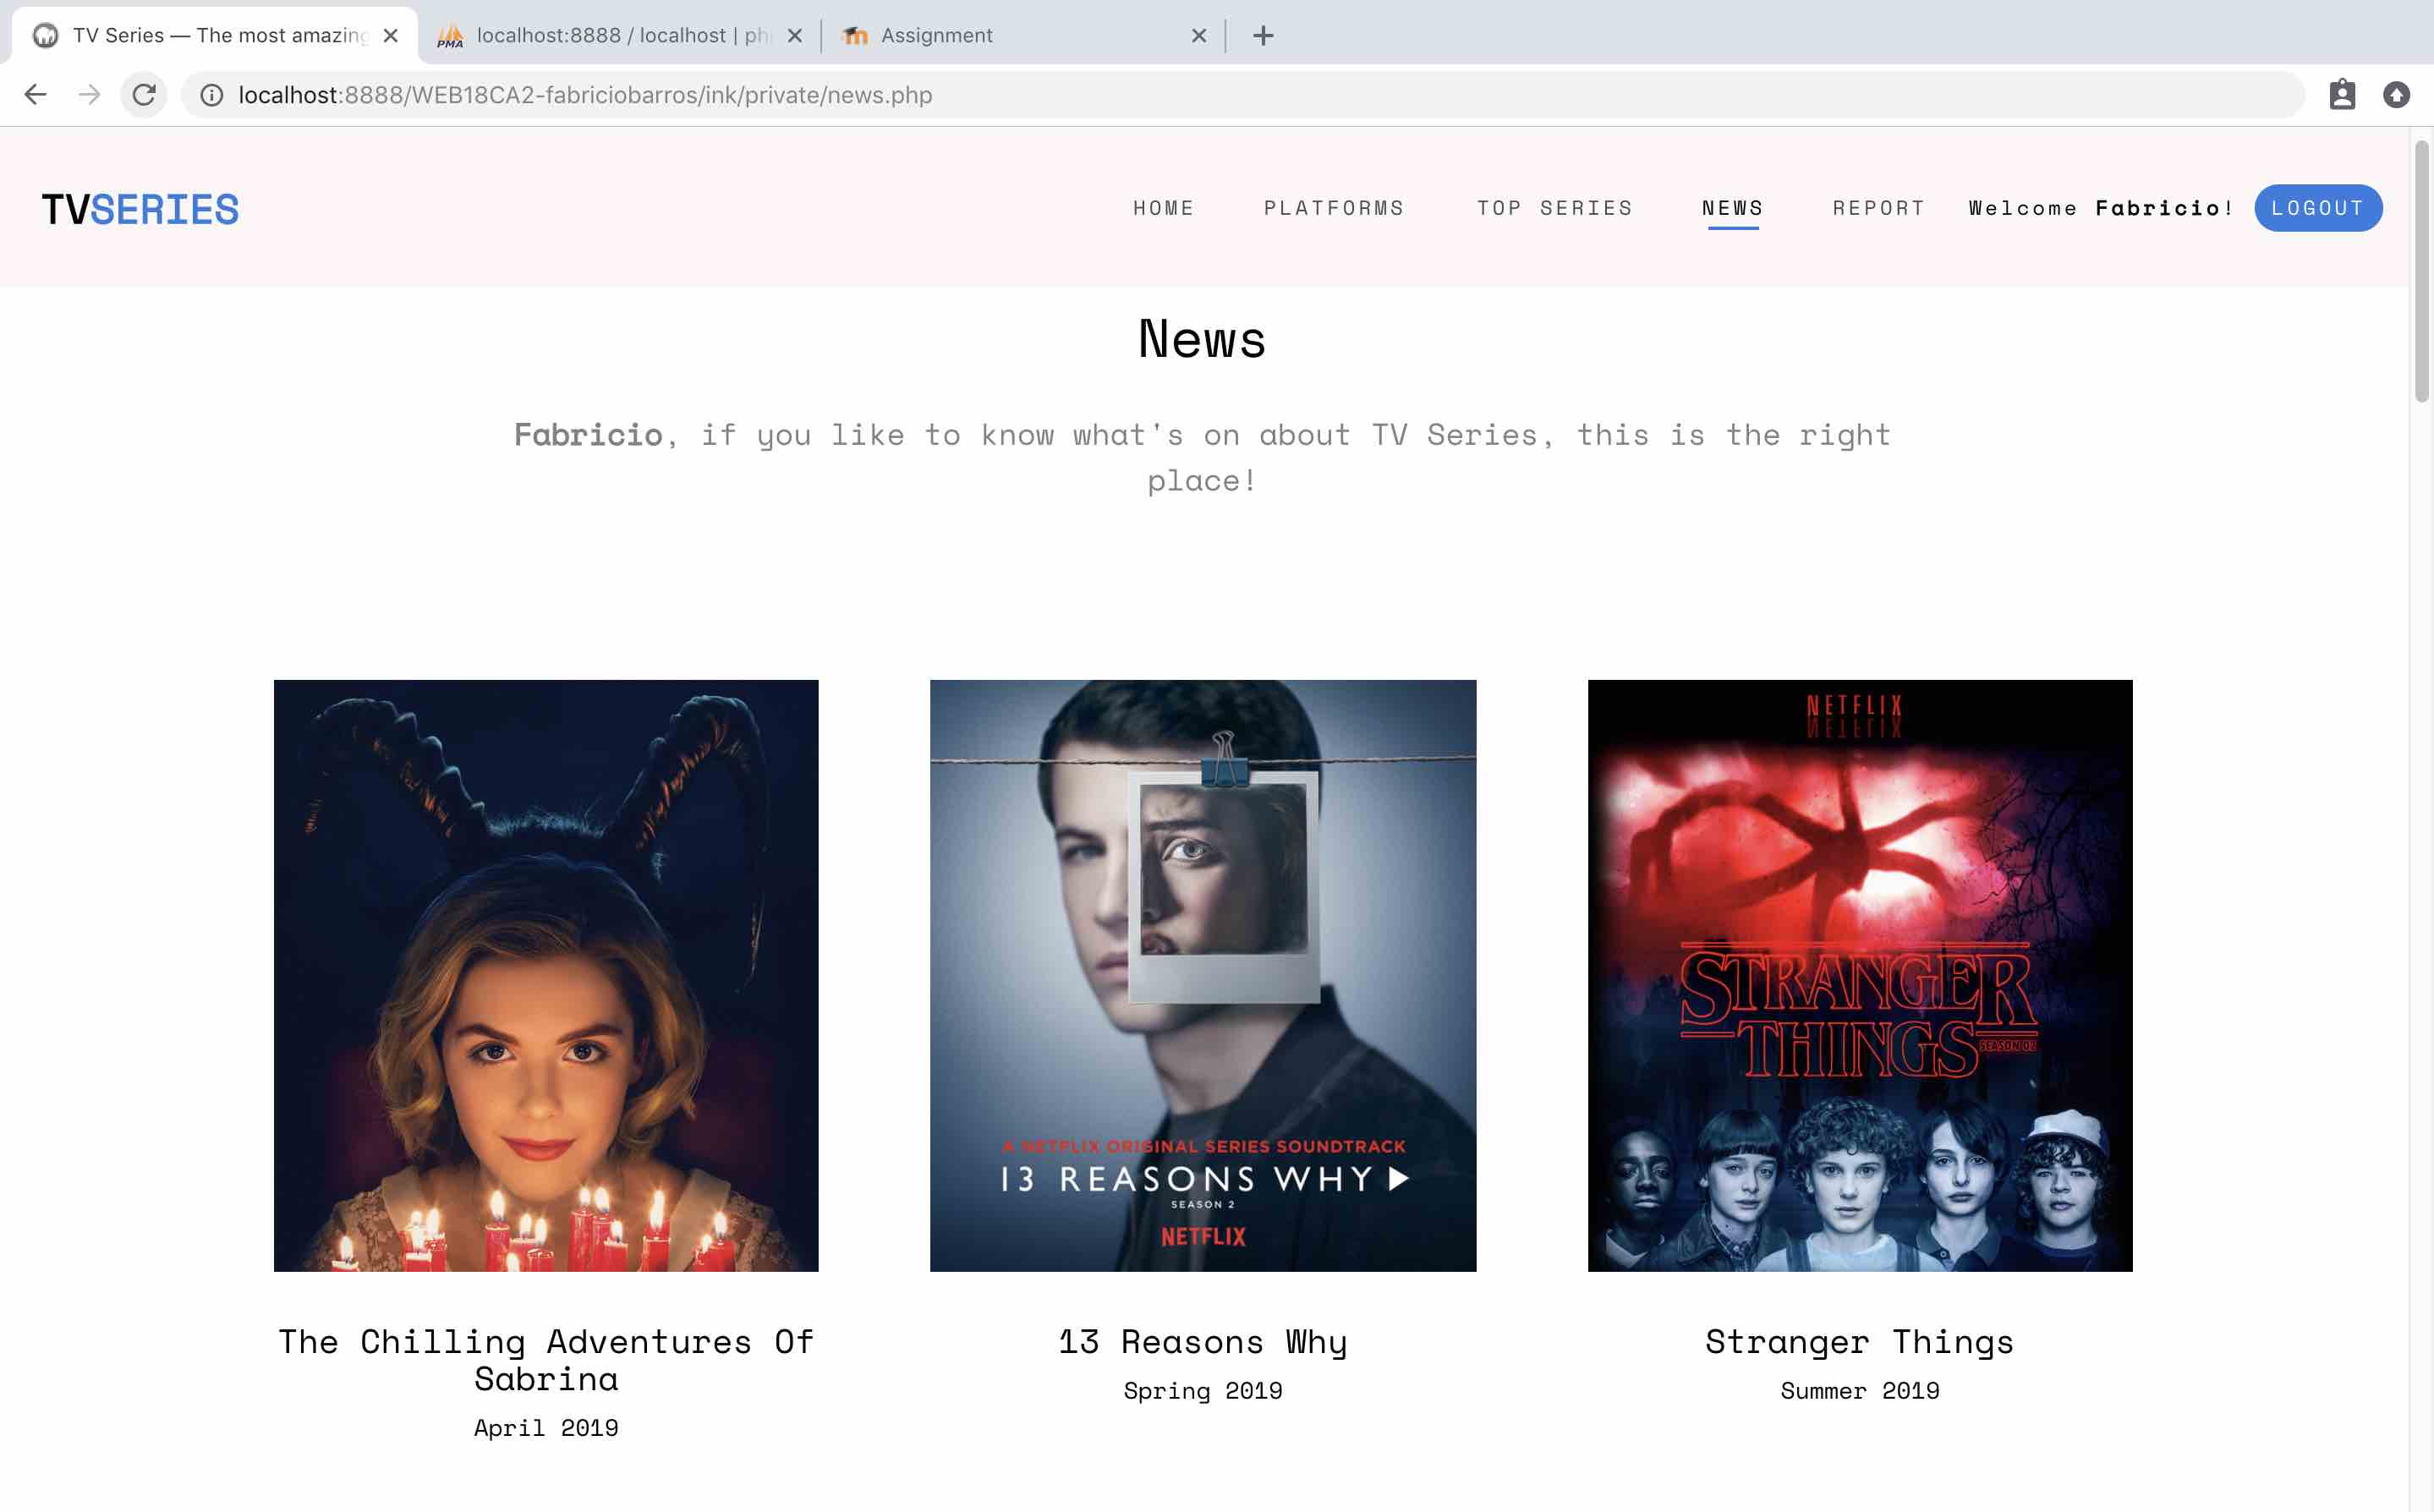 TV Series — The most amazing
localhost:8888 / localhost | ph
Assignment
localhost:8888/WEB18CA2-fabriciobarros/ink/private/news.php
TVSERIES
HOME PLATFORMS TOP SERIES NEWS REPORT Welcome Fabricio! LOGOUT
News
Fabricio, if you like to know what's on about TV Series, this is the right
place!
A NETFLIX ORIGINAL SERIES SOUNDTRACK
13 REASONS WHY
SEASON 2
NETFLIX
NETFLIX
STRANGER
THINGS
SEASON 02
The Chilling Adventures Of
Sabrina
April 2019
13 Reasons Why
Spring 2019
Stranger Things
Summer 2019
PMA